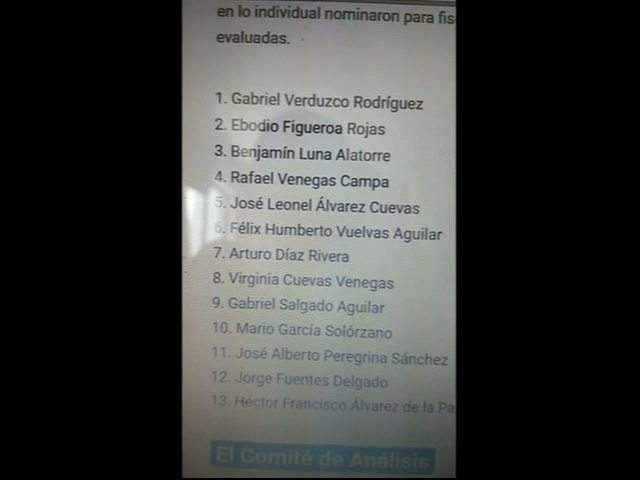 en lo individual nominaron para fis
evaluadas.
1. Gabriel Verduzco Rodríguez
2. Ebodio Figueroa Rojas
3. Benjamín Luna Alatorre
4. Rafael Venegas Campa
5. José Leonel Álvarez Cuevas
6. Félix Humberto Vuelvas Aguilar
7. Arturo Díaz Rivera
8. Virginia Cuevas Venegas
9. Gabriel Salgado Aguilar
10. Mario García Solórzano
11. José Alberto Peregrina Sánchez
12. Jorge Fuentes Delgado
13. Héctor Francisco Álvarez de la Pa
El Comité de Análisis